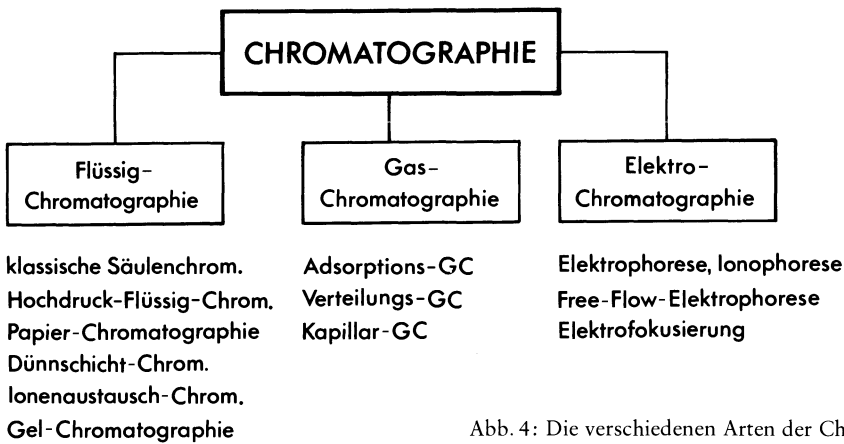 CHROMATOGRAPHIE
Flüssig-
Chromatographie
klassische Säulenchrom.
Hochdruck-Flüssig-Chrom.
Papier-Chromatographie
Dünnschicht-Chrom.
Ionenaustausch-Chrom.
Gel-Chromatographie
Gas-
Chromatographie
Adsorptions-GC
Verteilungs-GC
Kapillar-GC
Elektro-
Chromatographie
Elektrophorese, Ionophorese
Free-Flow-Elektrophorese
Elektrofokusierung
Abb. 4: Die verschiedenen Arten der Ch